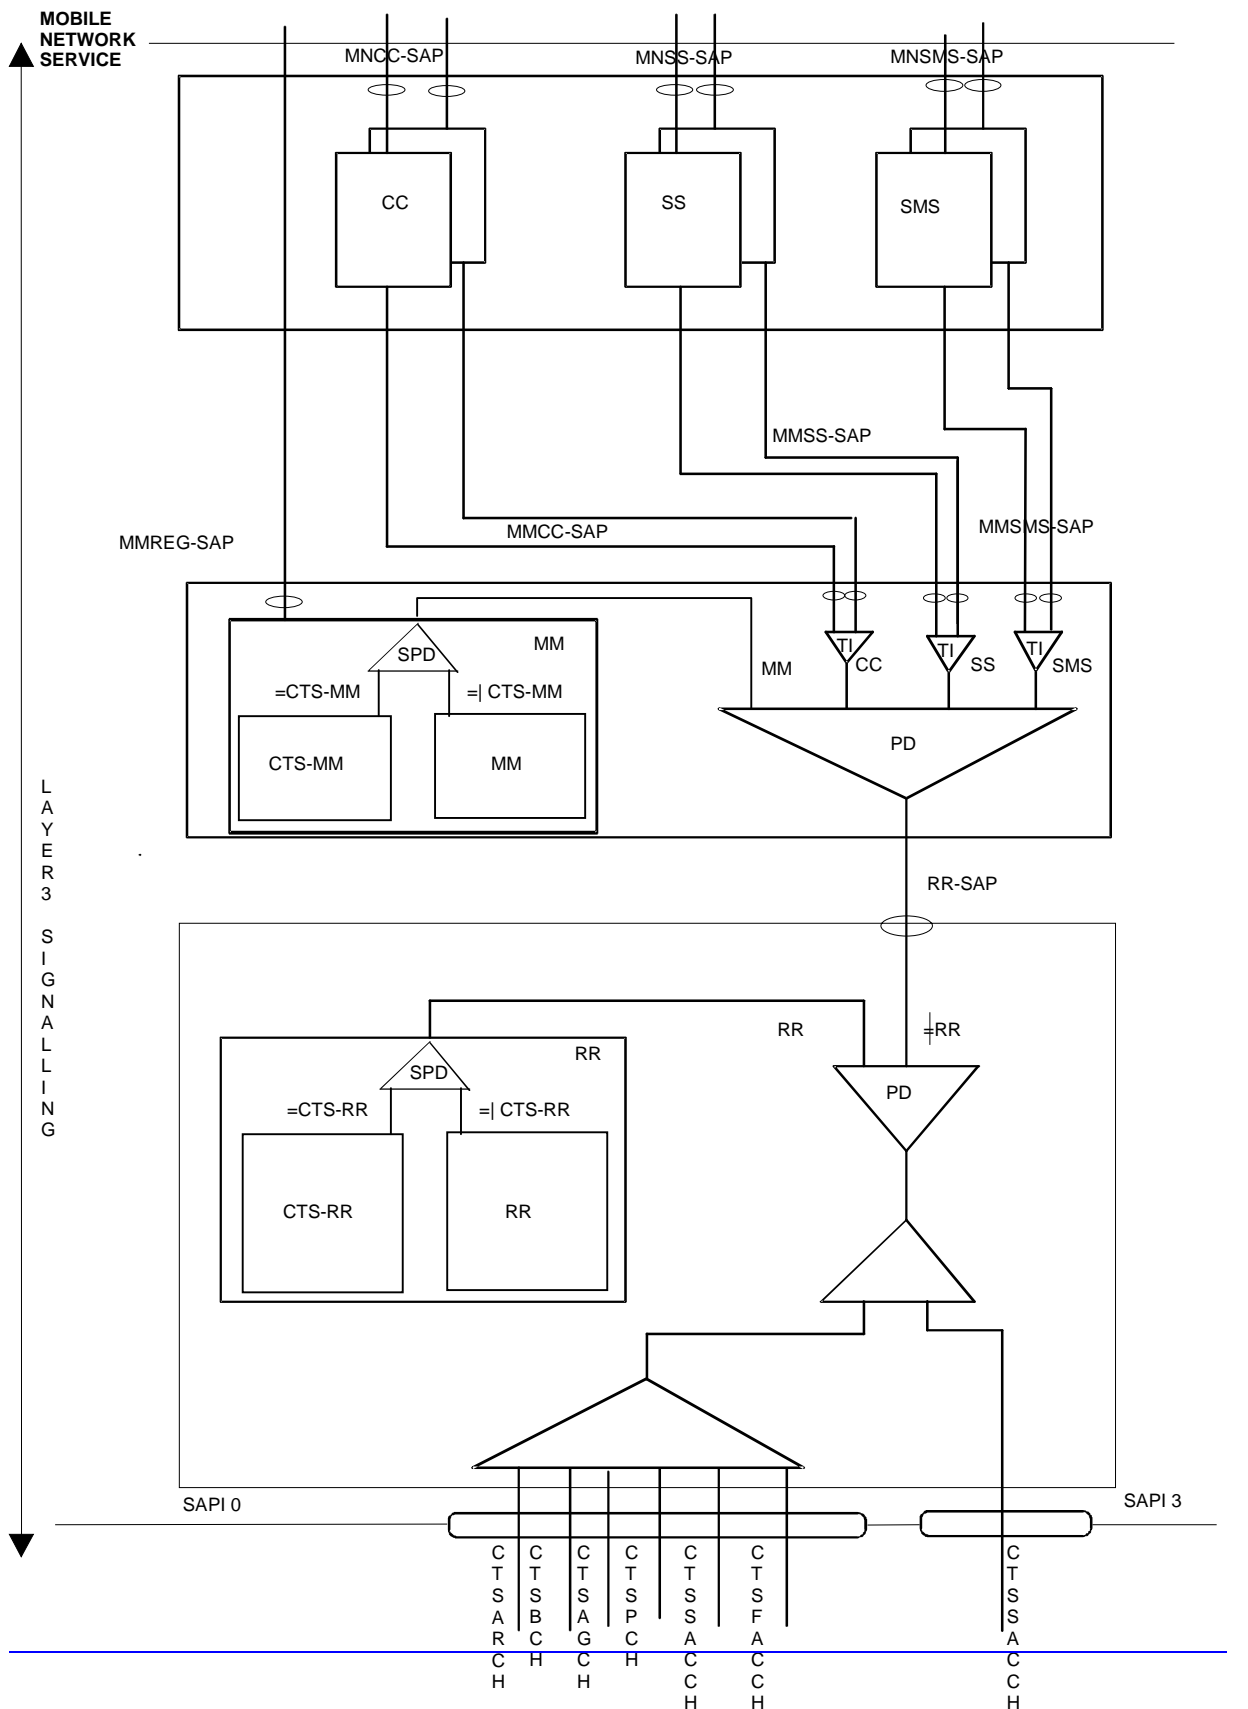 MOBILE
NETWORK
SERVICE
MNCC-SAP
MNSS-SAP
MNSMS-SAP
CC
SS
SMS
MMSS-SAP
MMREG-SAP
MMCC-SAP
MMSMS-SAP
SPD
MM
TI
TI
TI
CC
SS
SMS
MM
=CTS-MM
=| CTS-MM
CTS-MM
MM
PD
LAYER3 SIGNALLING
.
RR-SAP
RR
=|RR
RR
SPD
PD
=CTS-RR
=| CTS-RR
CTS-RR
RR
SAPI 0
SAPI 3
CTSARCH
CTSBCH
CTSAGCH
CTSPCH
CTSSACCH
CTSFACCH
CTSSACCH